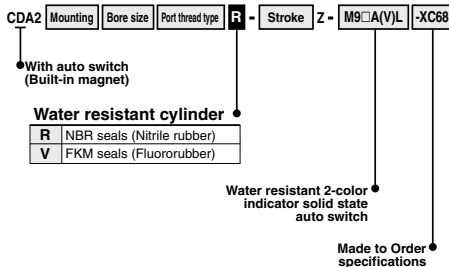 CDA2 Mounting Bore size Port thread type R - Stroke Z - M9□A(V)L -XC68
With auto switch
(Built-in magnet)
Water resistant cylinder
R NBR seals (Nitrile rubber)
V FKM seals (Fluororubber)
Water resistant 2-color
indicator solid state
auto switch
Made to Order
specifications